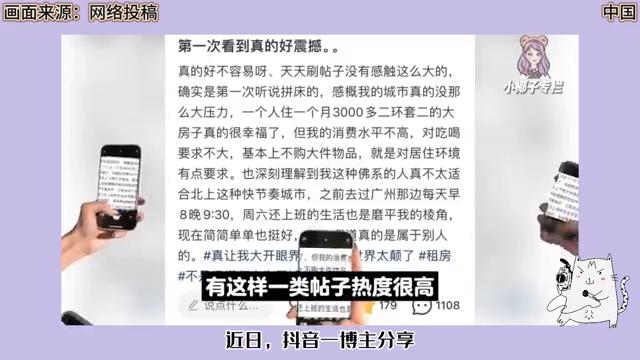 画面来源：网络投稿
中国
第一次看到真的好震撼。。
小椰子专栏
真的好不容易呀、天天刷帖子没有感触这么大的，
确实是第一次听说拼床的，感概我的城市真的没那
么大压力，一个人住一个月3000多二环套二的大
房子真的很幸福了，但我的消费水平不高，对吃喝
要求不大，基本上不购大件物品，就是对居住环境
有点要求。也深刻理解到我这种佛系的人真不太适
合北上这种快节奏城市，之前去过广州那边每天早
8晚9:30，周六还上班的生活也是磨平我的棱角，
现在简简单单也挺好，
道真的是属于别人
的。#真让我大开眼界
世界太颠了 #租房
有这样一类帖子热度很高
说点什么...
179
1108
近日，抖音一博主分享